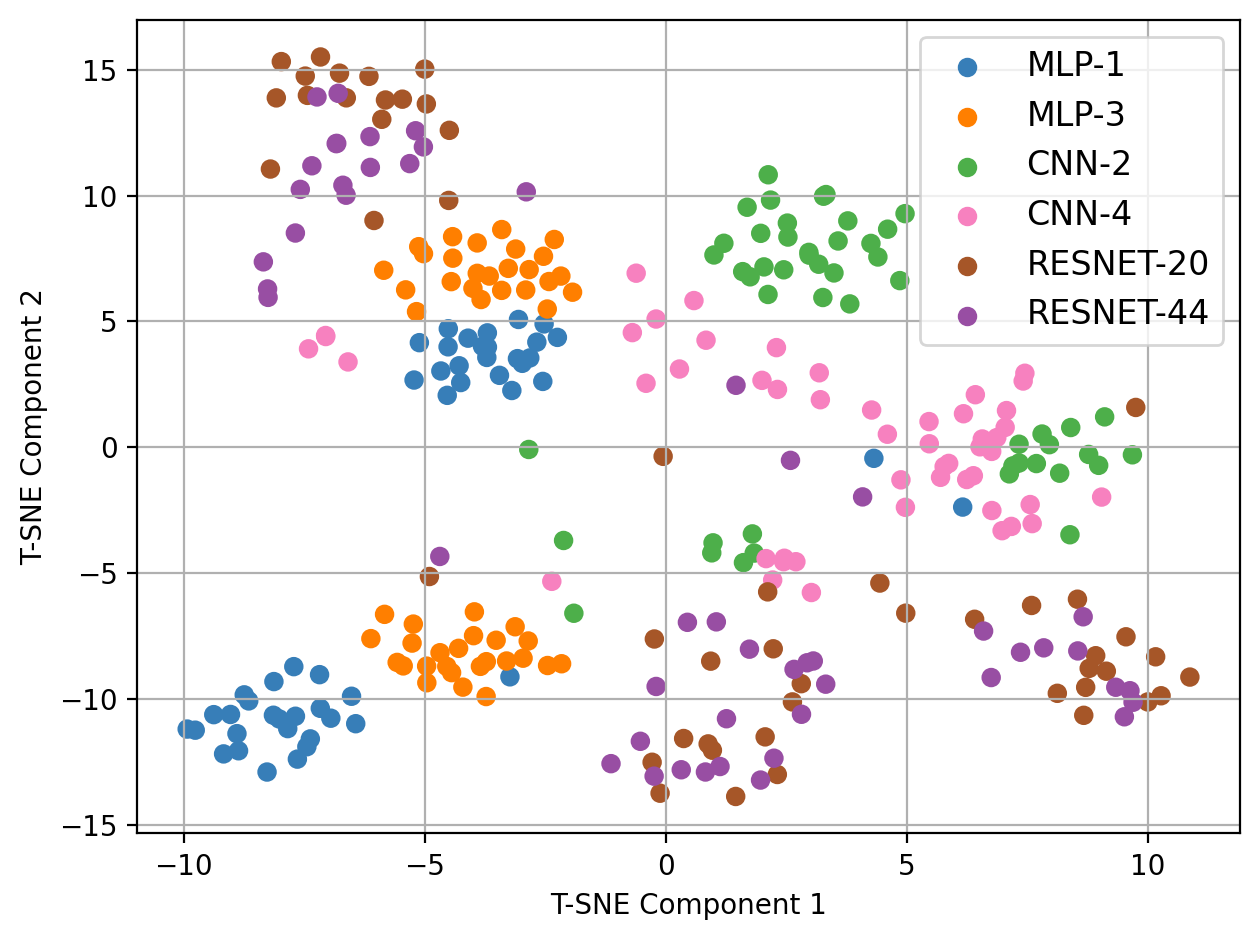 MLP-1
MLP-3
CNN-2
CNN-4
RESNET-20
RESNET-44
15
10
5
0
−5
−10
−15
T-SNE Component 2
−10 −5 0 5 10
T-SNE Component 1